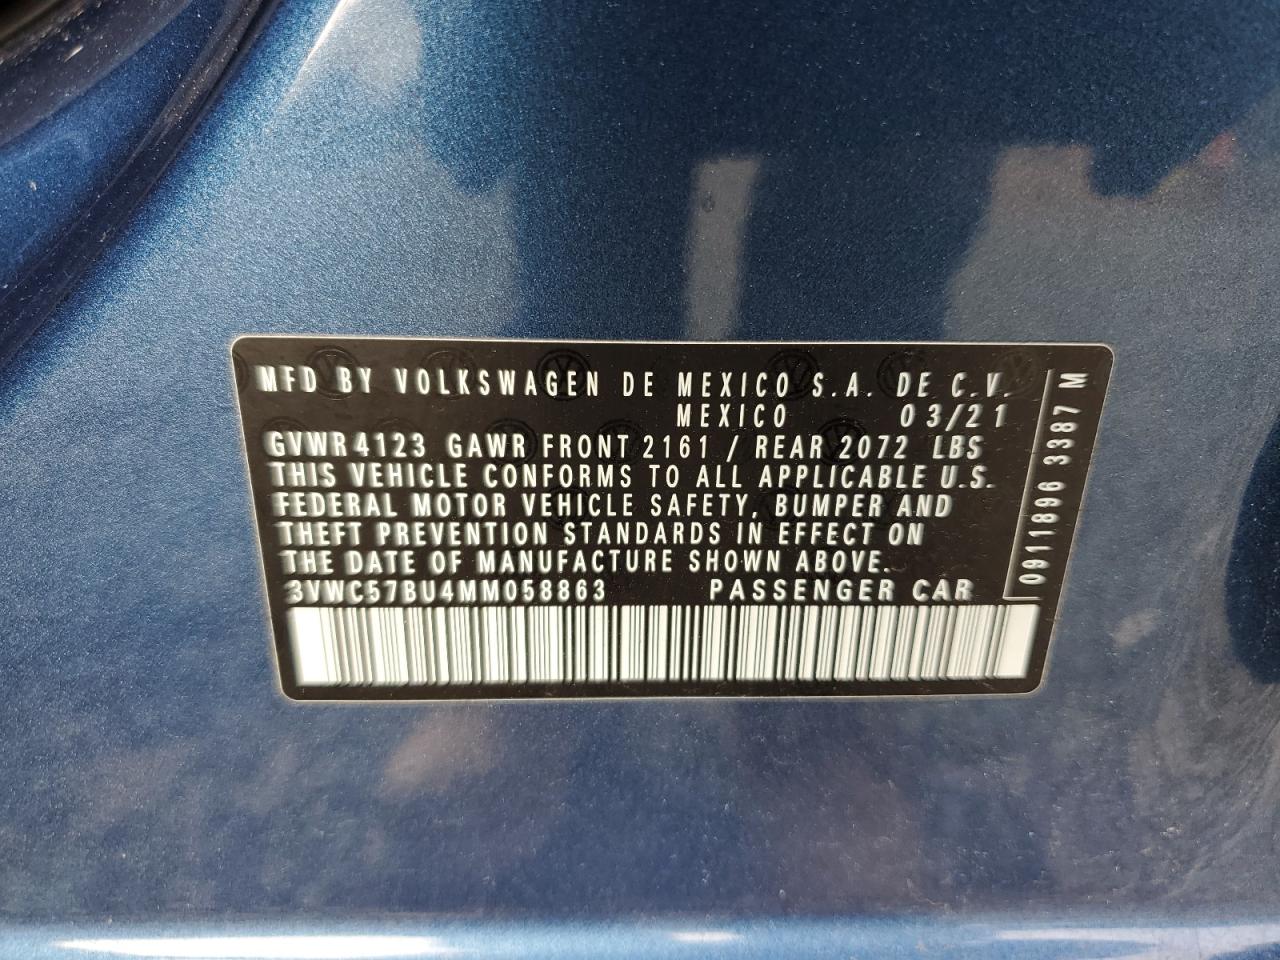 MFD BY VOLKSWAGEN DE MEXICO S.A. DE C.V.
MEXICO 03/21
GVWR 4123 GAWR FRONT 2161 / REAR 2072 LBS
THIS VEHICLE CONFORMS TO ALL APPLICABLE U.S.
FEDERAL MOTOR VEHICLE SAFETY, BUMPER AND
THEFT PREVENTION STANDARDS IN EFFECT ON
THE DATE OF MANUFACTURE SHOWN ABOVE.
3VWC57BU4MM058863 PASSENGER CAR
0911896 3387 M